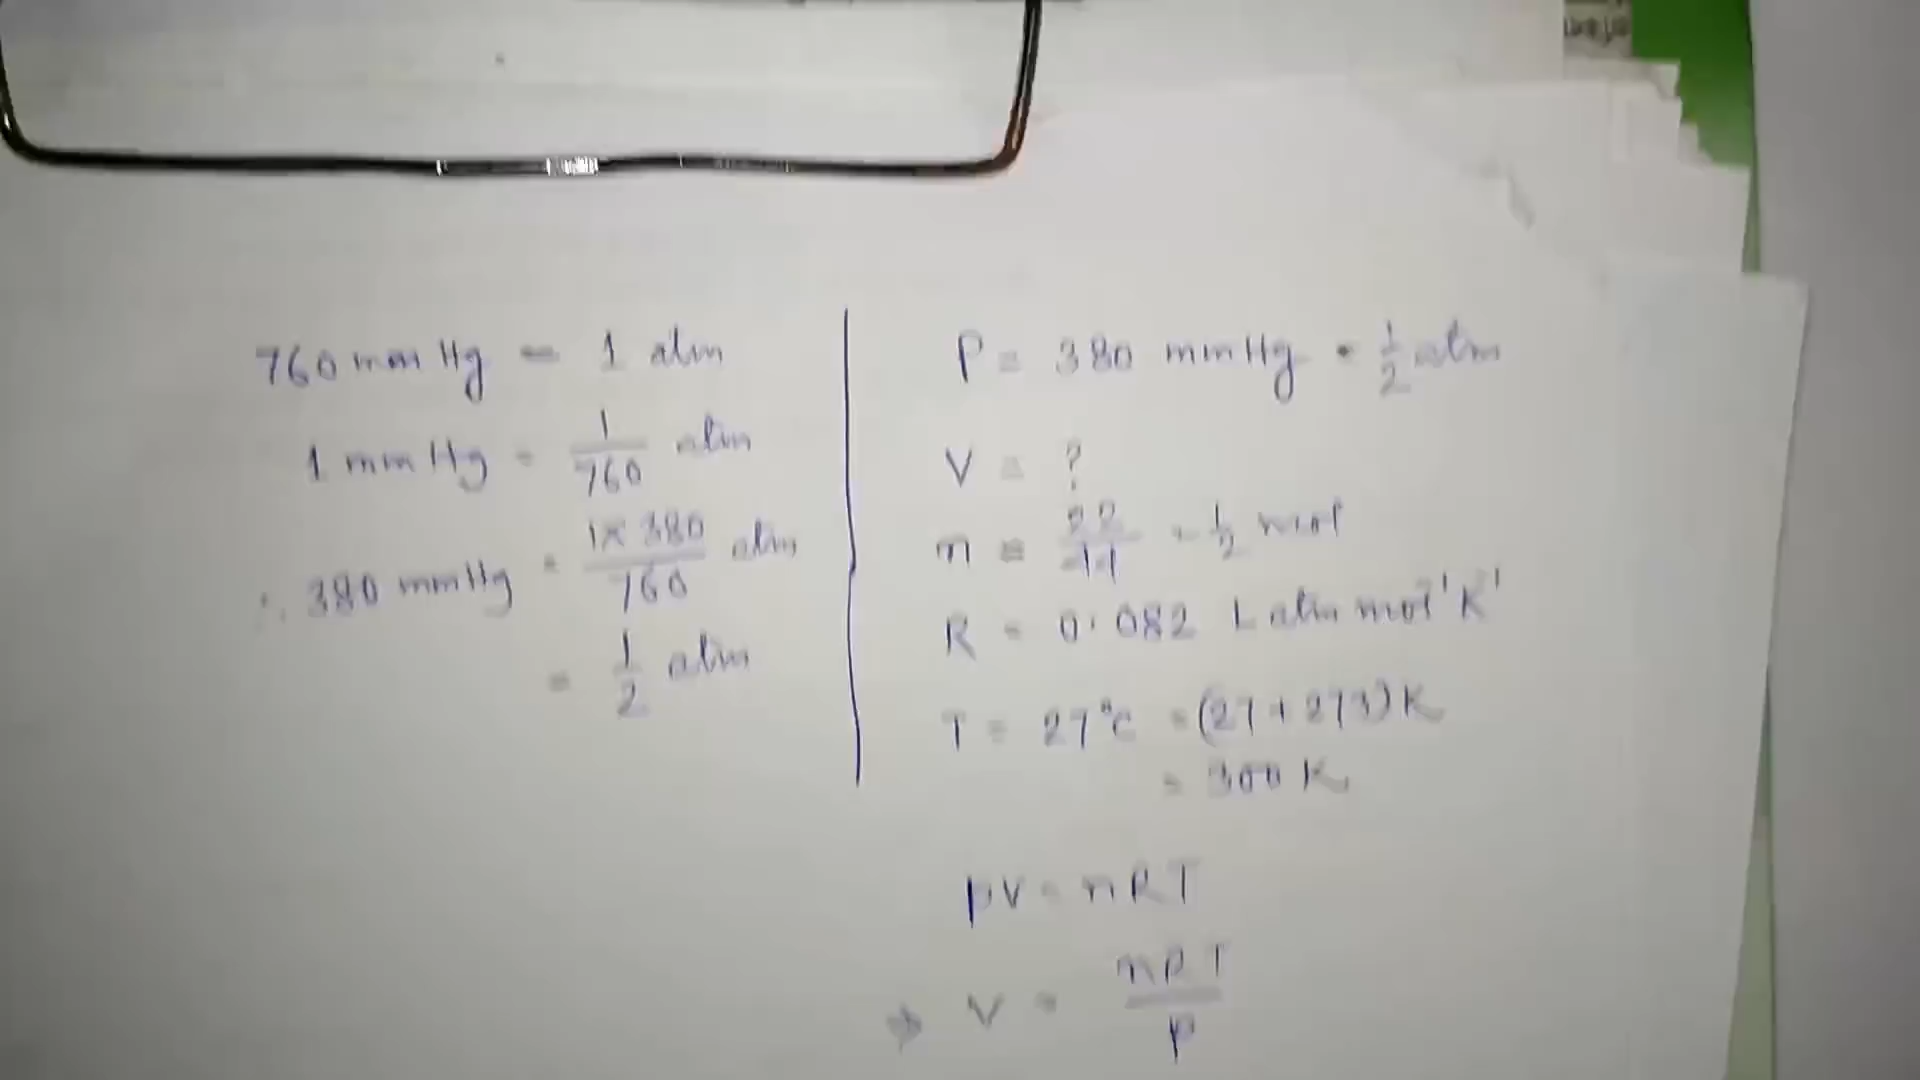 760 mm Hg = 1 atm
1 mm Hg = 1/760 atm
∴ 380 mmHg = 1×380/760 atm
= 1/2 atm
P = 380 mmHg = 1/2 atm
V = ?
n = 22/44 = 1/2 mol
R = 0.082 L atm mol⁻¹ K⁻¹
T = 27°C = (27+273)K
= 300 K
PV = nRT
⇒ V = nRT/P